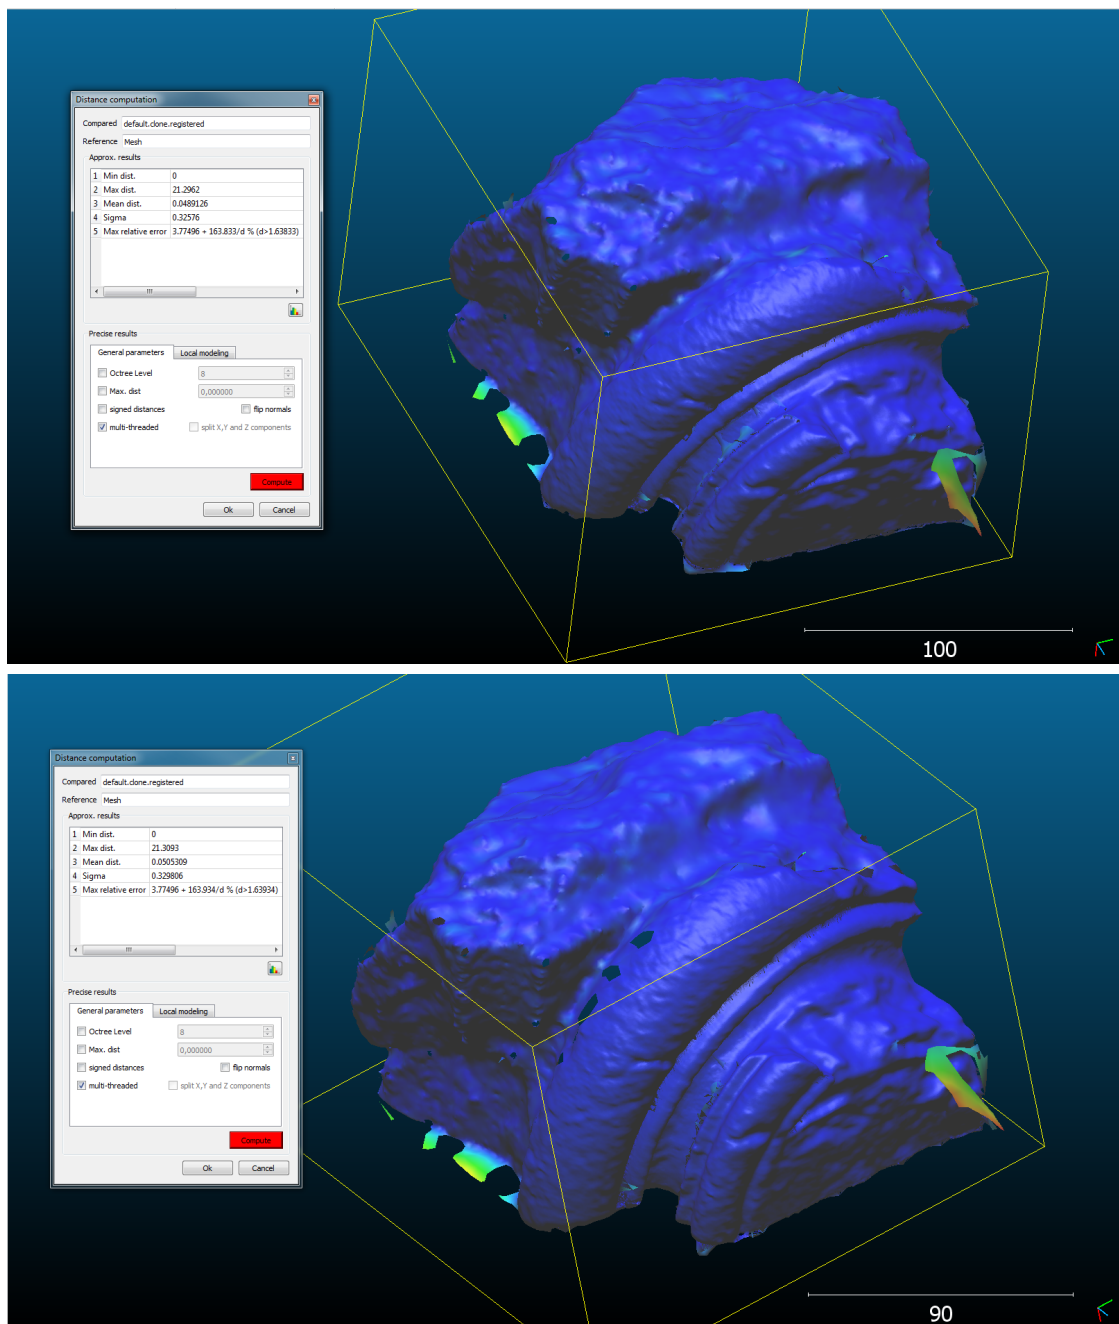 Distance computation
Compared default.clone.registered
Reference Mesh
Approx. results
1 Min dist. 0
2 Max dist. 21.2962
3 Mean dist. 0.0489126
4 Sigma 0.32576
5 Max relative error 3.77496 + 163.833/d % (d>1.63833)
Precise results
General parameters Local modeling
Octree Level 8
Max. dist 0,000000
signed distances flip normals
multi-threaded split X,Y and Z components
Compute
Ok Cancel
100
Distance computation
Compared default.clone.registered
Reference Mesh
Approx. results
1 Min dist. 0
2 Max dist. 21.3093
3 Mean dist. 0.0505309
4 Sigma 0.329806
5 Max relative error 3.77496 + 163.934/d % (d>1.63934)
Precise results
General parameters Local modeling
Octree Level 8
Max. dist 0,000000
signed distances flip normals
multi-threaded split X,Y and Z components
Compute
Ok Cancel
90